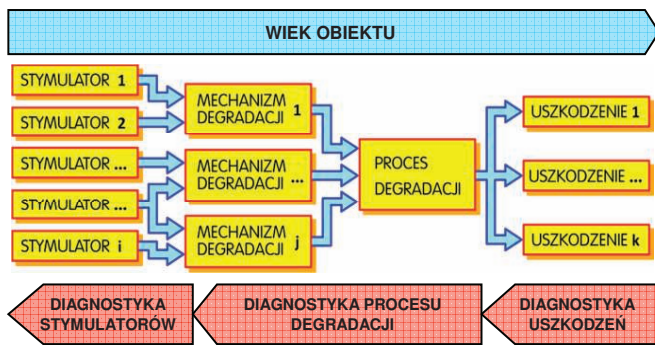 WIEK OBIEKTU
STYMULATOR 1
STYMULATOR 2
STYMULATOR ...
STYMULATOR ...
STYMULATOR i
MECHANIZM
DEGRADACJI 1
MECHANIZM
DEGRADACJI ...
MECHANIZM
DEGRADACJI j
PROCES
DEGRADACJI
USZKODZENIE 1
USZKODZENIE ...
USZKODZENIE k
DIAGNOSTYKA
STYMULATORÓW
DIAGNOSTYKA PROCESU
DEGRADACJI
DIAGNOSTYKA
USZKODZEŃ